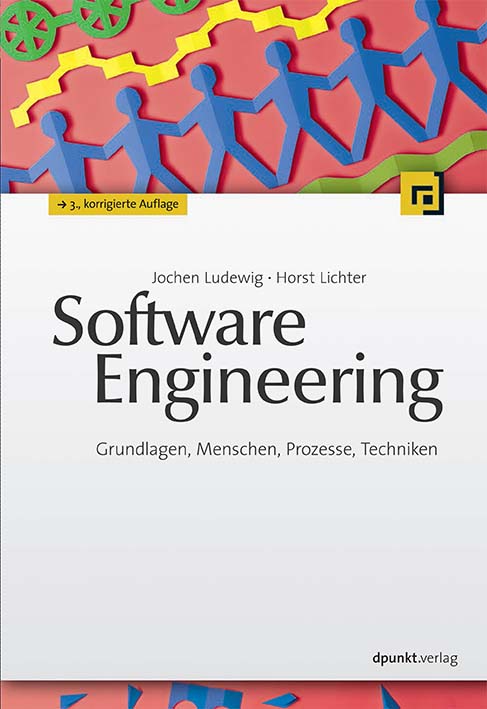 → 3., korrigierte Auflage
Jochen Ludewig · Horst Lichter
Software
Engineering
Grundlagen, Menschen, Prozesse, Techniken
dpunkt.verlag